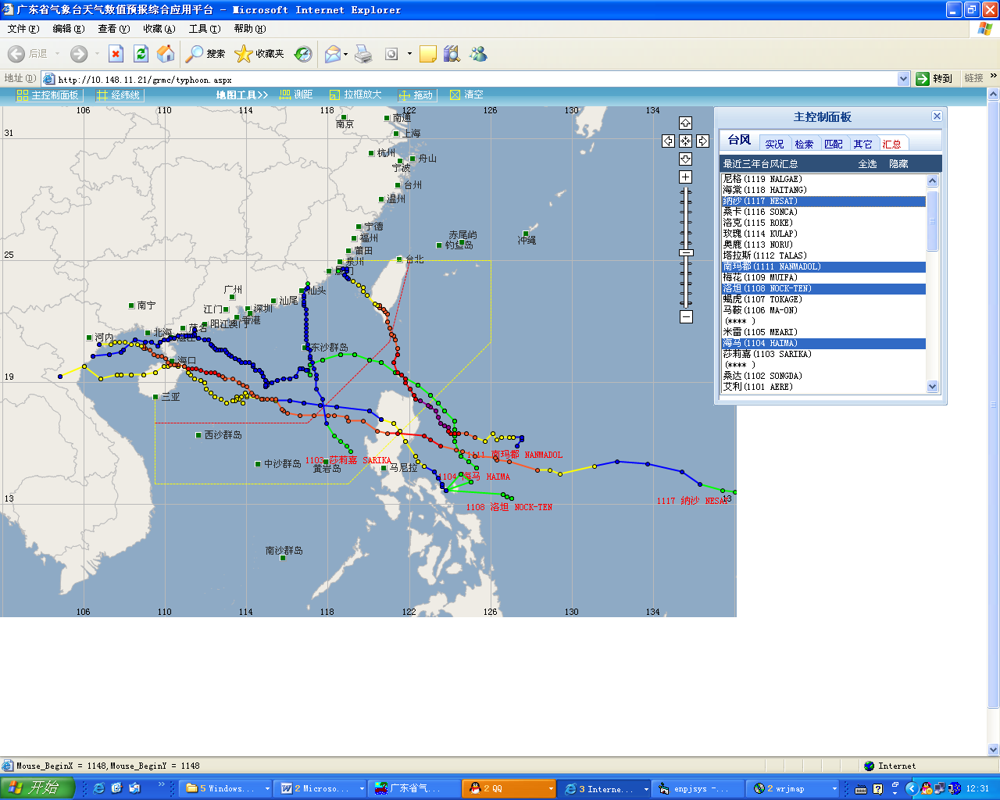 广东省气象台天气数值预报综合应用平台 - Microsoft Internet Explorer
文件(F) 编辑(E) 查看(V) 收藏(A) 工具(T) 帮助(H)
后退 搜索 收藏夹
地址(D) http://10.148.11.21/grmc/typhoon.aspx 转到 链接 »
主控制面板 经纬线 地图工具>> 测距 拉框放大 拖动 清空
106 110 114 118 122 126 130 134
31
25
19
13
13
南京
南通
上海
杭州
舟山
宁波
台州
温州
宁德
福州
莆田
泉州
台北
赤尾屿
钓鱼岛
冲绳
广州
南宁
江门
深圳
汕尾
汕头
香港
澳门
阳江
茂名
北海
河内
海口
三亚
东沙群岛
西沙群岛
中沙群岛
黄岩岛
马尼拉
南沙群岛
1103 莎莉嘉 SARIKA
1111 南玛都 NANMADOL
1104 海马 HAIMA
1108 洛坦 NOCK-TEN
1117 纳沙 NESAT
106 110 114 118 122 126 130 134
主控制面板
台风 实况 检索 匹配 其它 汇总
最近三年台风汇总 全选 隐藏
尼格(1119 NALGAE)
海棠(1118 HAITANG)
纳沙(1117 NESAT)
桑卡(1116 SONCA)
洛克(1115 ROKE)
玫瑰(1114 KULAP)
奥鹿(1113 NORU)
塔拉斯(1112 TALAS)
南玛都(1111 NANMADOL)
梅花(1109 MUIFA)
洛坦(1108 NOCK-TEN)
蝎虎(1107 TOKAGE)
马鞍(1106 MA-ON)
(**** )
米雷(1105 MEARI)
海马(1104 HAIMA)
莎莉嘉(1103 SARIKA)
(**** )
桑达(1102 SONGDA)
艾利(1101 AERE)
Mouse_BeginX = 1148,Mouse_BeginY = 1148 Internet
开始 » 5 Windows... 2 Microso... 广东省气... 2 QQ 3 Interne... enpjsys -... 2 wrjmap 12:31